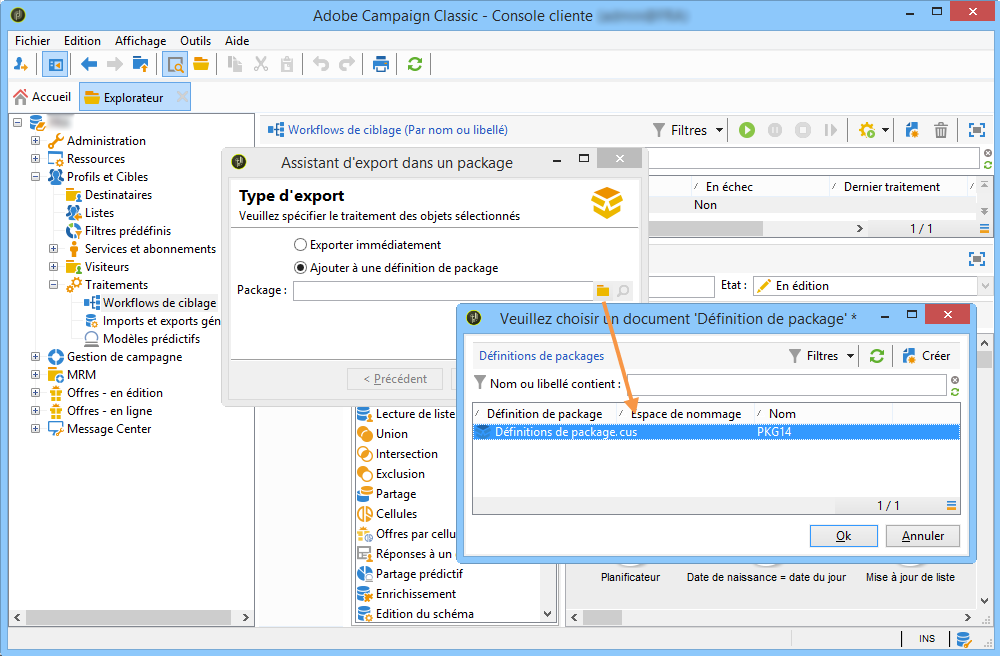 Adobe Campaign Classic - Console cliente
Fichier Edition Affichage Outils Aide
Accueil Explorateur
Administration
Ressources
Profils et Cibles
Destinataires
Listes
Filtres prédéfinis
Services et abonnements
Visiteurs
Traitements
Workflows de ciblage
Imports et exports gén
Modèles prédictifs
Gestion de campagne
MRM
Offres - en édition
Offres - en ligne
Message Center
Workflows de ciblage (Par nom ou libellé) Filtres
En échec Dernier traitement
Non
1 / 1
Etat : En édition
Assistant d'export dans un package
Type d'export
Veuillez spécifier le traitement des objets sélectionnés
Exporter immédiatement
Ajouter à une définition de package
Package :
< Précédent
Veuillez choisir un document 'Définition de package' *
Définitions de packages Filtres Créer
Nom ou libellé contient :
Définition de package Espace de nommage Nom
Définitions de package. cus PKG14
1 / 1
Ok Annuler
Lecture de liste
Union
Intersection
Exclusion
Partage
Cellules
Offres par cellu
Réponses à un
Partage prédictif
Enrichissement
Edition du schéma
Planificateur Date de naissance = date du jour Mise à jour de liste
INS